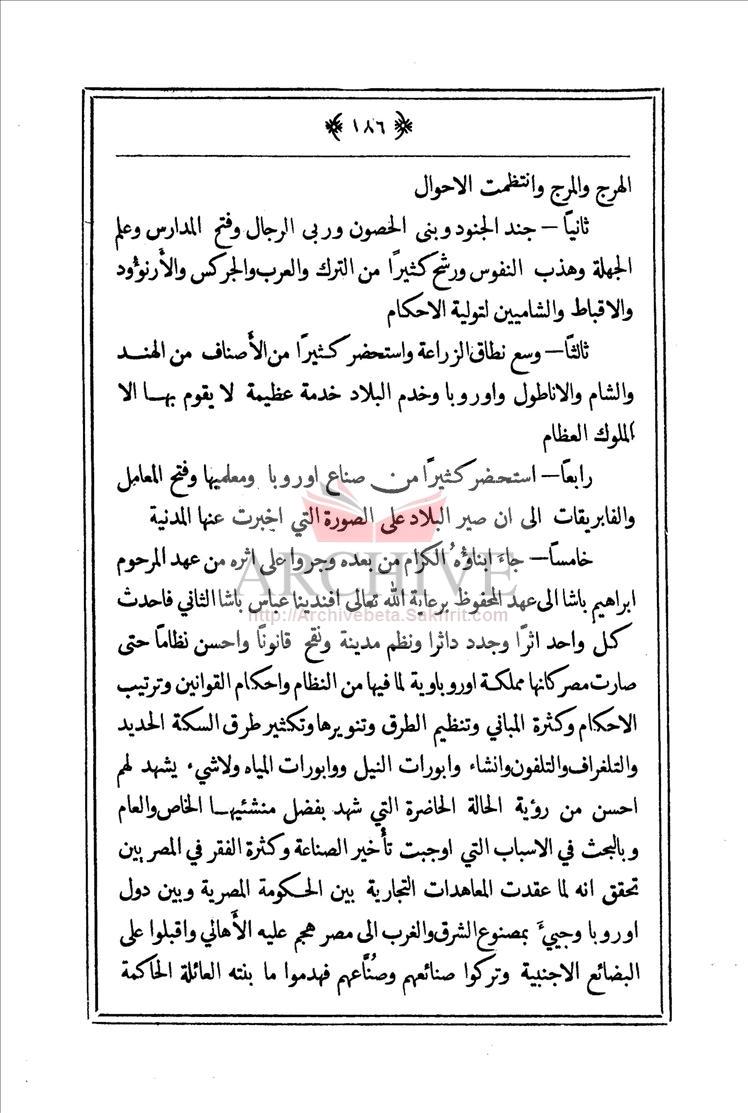 ١٨٦
الهرج والمرج وانتظمت الاحوال
ثانياً — جند الجنود وبنى الحصون وربى الرجال وفتح المدارس وعلم
الجهلة وهذب النفوس ورشح كثيرًا من الترك والعرب والجركس والأرنؤود
والاقباط والشاميين لتولية الاحكام
ثالثاً — وسع نطاق الزراعة واستحضر كثيرًا من الأصناف من الهند
والشام والاناطول واوروبا وخدم البلاد خدمة عظيمة لا يقوم بها الا
الملوك العظام
رابعاً — استحضر كثيرًا من صناع اوروبا ومعلميها وفتح المعامل
والفابريقات الى ان صير البلاد على الصورة التي اخبرت عنها المدنية
خامساً — جاءَ ابناؤُهُ الكرام من بعده وجروا على اثره من عهد المرحوم
ابراهيم باشا الى عهد المحفوظ برعاية الله تعالى افندينا عباس باشا الثاني فاحدث
كل واحد اثرًا وجدد داثرا ونظم مدينة ونقح قانونًا واحسن نظاماً حتى
صارت مصر كانها مملكة اوروباوية لما فيها من النظام واحكام القوانين وترتيب
الاحكام وكثرة المباني وتنظيم الطرق وتنويرها وتكثير طرق السكة الحديد
والتلغراف والتلفون وانشاء وابورات النيل ووابورات المياه ولا شيء يشهد لهم
احسن من رؤية الحالة الحاضرة التي شهد بفضل منشئيها الخاص والعام
وبالبحث في الاسباب التي اوجبت تأخير الصناعة وكثرة الفقر في المصريين
تحقق انه لما عقدت المعاهدات التجارية بين الحكومة المصرية وبين دول
اوروبا وجيءَ بمصنوع الشرق والغرب الى مصر هجم عليه الأهالي واقبلوا على
البضائع الاجنبية وتركوا صنائعهم وصُنَّاعهم فهدموا ما بنته العائلة الحاكمة
ARCHIVE
http://Archivebeta.Sakhrit.com